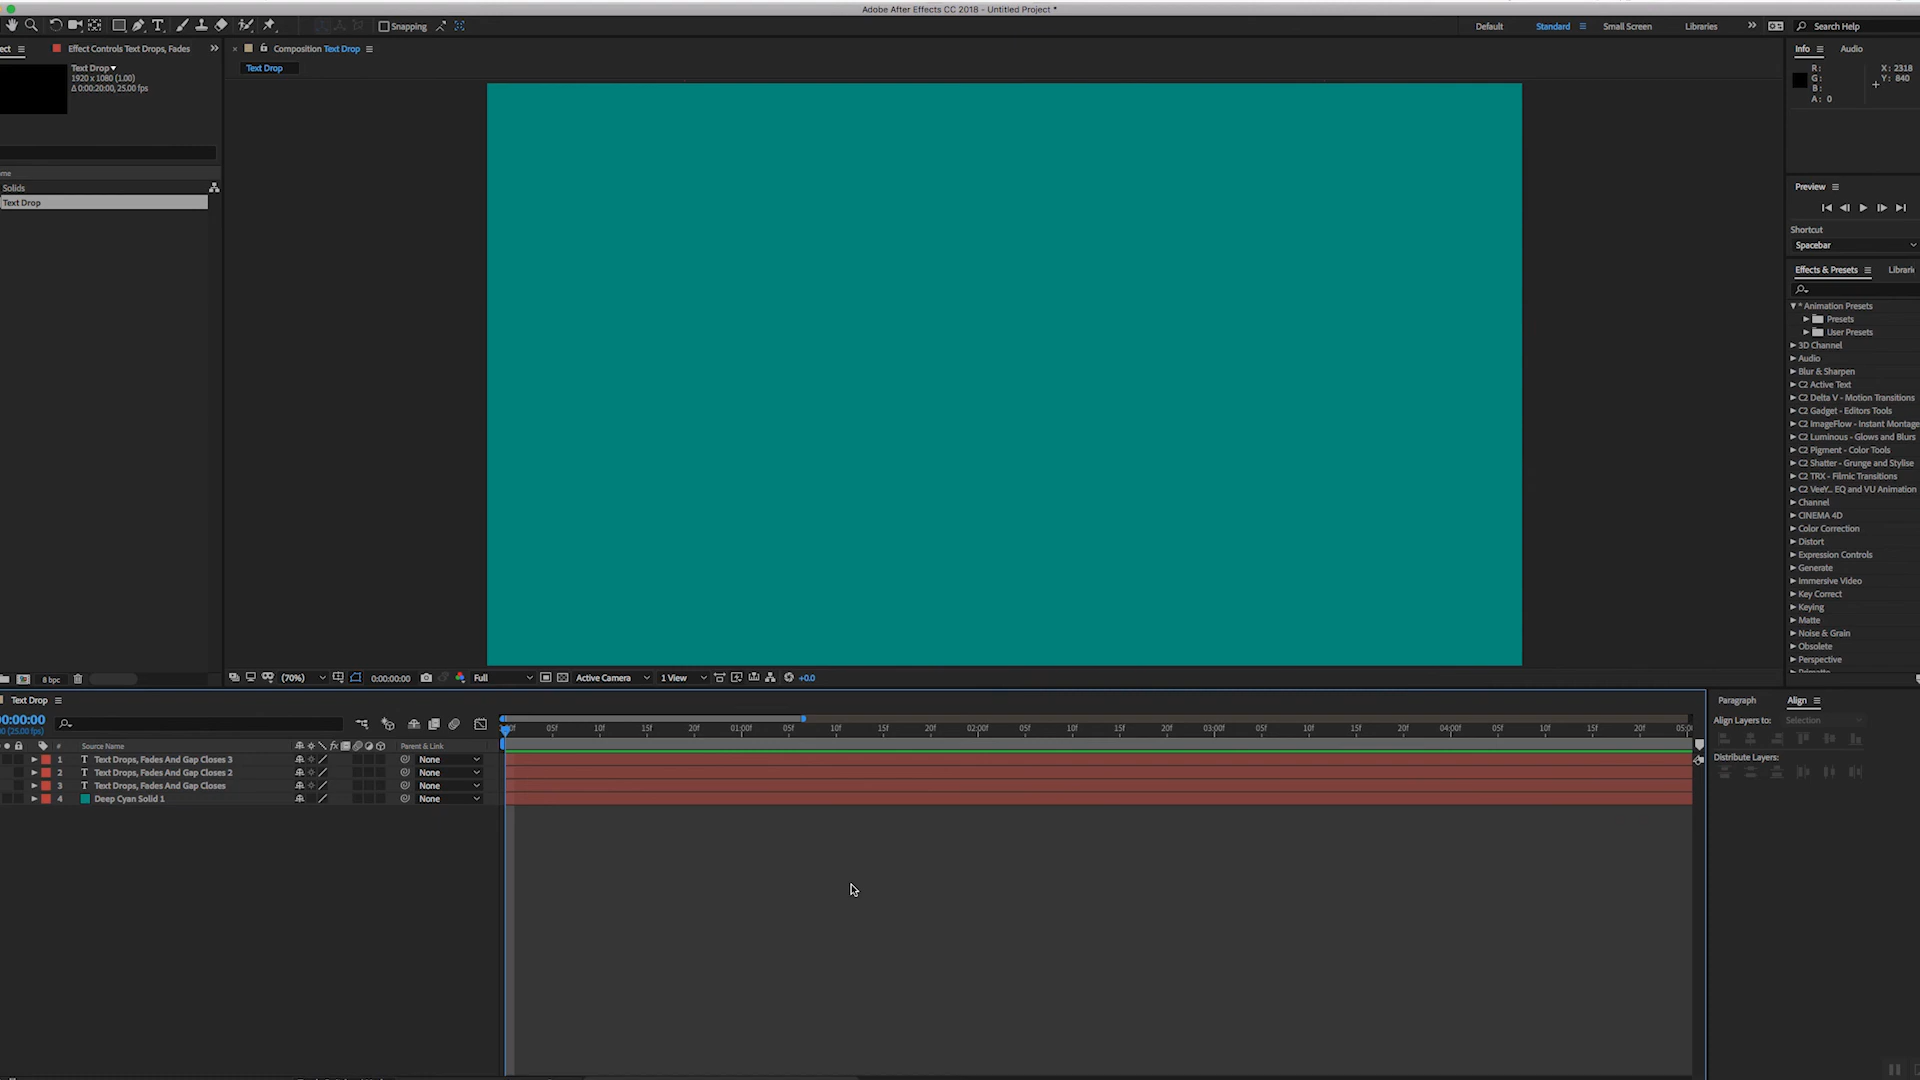 Adobe After Effects CC 2018 - Untitled Project *
Snapping
Default
Standard
Small Screen
Libraries
Search Help
ect
Effect Controls Text Drops, Fades
Composition Text Drop
Text Drop
Info
Audio
Text Drop
1920 x 1080 (1.00)
Δ 0:00:20:00, 25.00 fps
R:
G:
B:
A: 0
X: 2318
Y: 840
me
Solids
Text Drop
Preview
Shortcut
Spacebar
Effects & Presets
Librari
* Animation Presets
Presets
User Presets
3D Channel
Audio
Blur & Sharpen
C2 Active Text
C2 Delta V - Motion Transitions
C2 Gadget - Editors Tools
C2 ImageFlow - Instant Montage
C2 Luminous - Glows and Blurs
C2 Pigment - Color Tools
C2 Shatter - Grunge and Stylise
C2 TRX - Filmic Transitions
C2 VeeY... EQ and VU Animation
Channel
CINEMA 4D
Color Correction
Distort
Expression Controls
Generate
Immersive Video
Key Correct
Keying
Matte
Noise & Grain
Obsolete
Perspective
8 bpc
(70%)
0:00:00:00
Full
Active Camera
1 View
+0.0
Text Drop
00:00:00
00 (25.00 fps)
05f 10f 15f 20f 01:00f 05f 10f 15f 20f 02:00f 05f 10f 15f 20f 03:00f 05f 10f 15f 20f 04:00f 05f 10f 15f 20f 05:00
# Source Name
Parent & Link
1 T Text Drops, Fades And Gap Closes 3 None
2 T Text Drops, Fades And Gap Closes 2 None
3 T Text Drops, Fades And Gap Closes None
4 Deep Cyan Solid 1 None
Paragraph
Align
Align Layers to:
Selection
Distribute Layers: